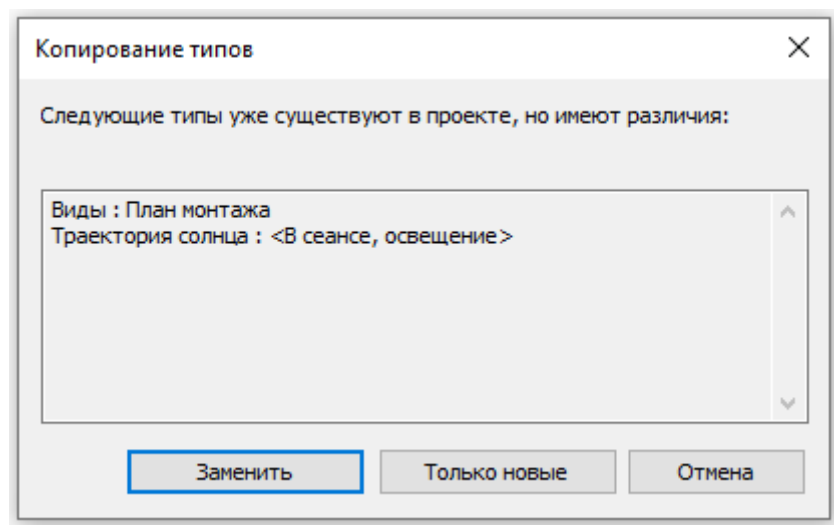 Копирование типов
Следующие типы уже существуют в проекте, но имеют различия:
Виды : План монтажа
Траектория солнца : <В сеансе, освещение>
Заменить
Только новые
Отмена